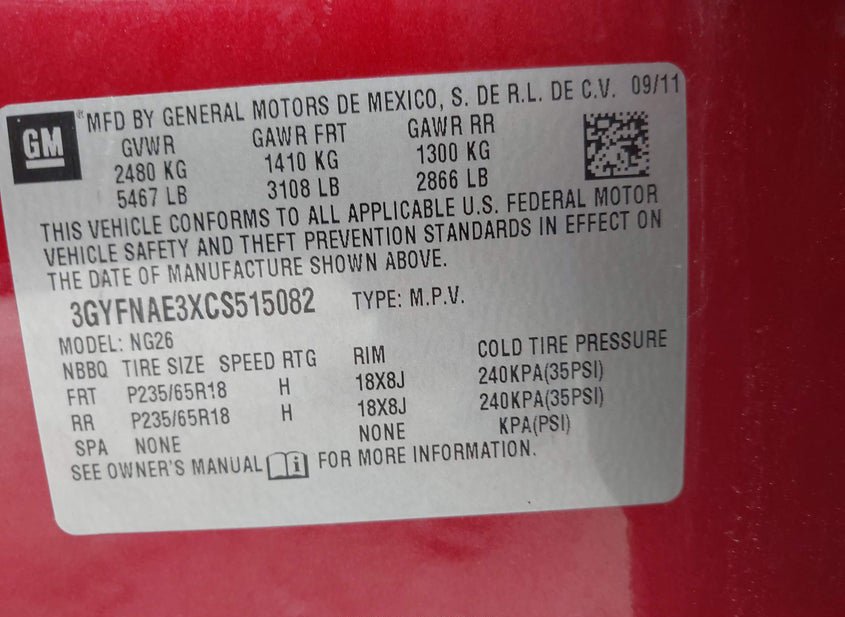 GM
®MFD BY GENERAL MOTORS DE MEXICO, S. DE R.L. DE C.V. 09/11
GVWR GAWR FRT GAWR RR
2480 KG 1410 KG 1300 KG
5467 LB 3108 LB 2866 LB
THIS VEHICLE CONFORMS TO ALL APPLICABLE U.S. FEDERAL MOTOR
VEHICLE SAFETY AND THEFT PREVENTION STANDARDS IN EFFECT ON
THE DATE OF MANUFACTURE SHOWN ABOVE.
3GYFNAE3XCS515082 TYPE: M.P.V.
MODEL: NG26
NBBQ TIRE SIZE SPEED RTG RIM COLD TIRE PRESSURE
FRT P235/65R18 H 18X8J 240KPA(35PSI)
RR P235/65R18 H 18X8J 240KPA(35PSI)
SPA NONE NONE KPA(PSI)
SEE OWNER'S MANUAL i FOR MORE INFORMATION.